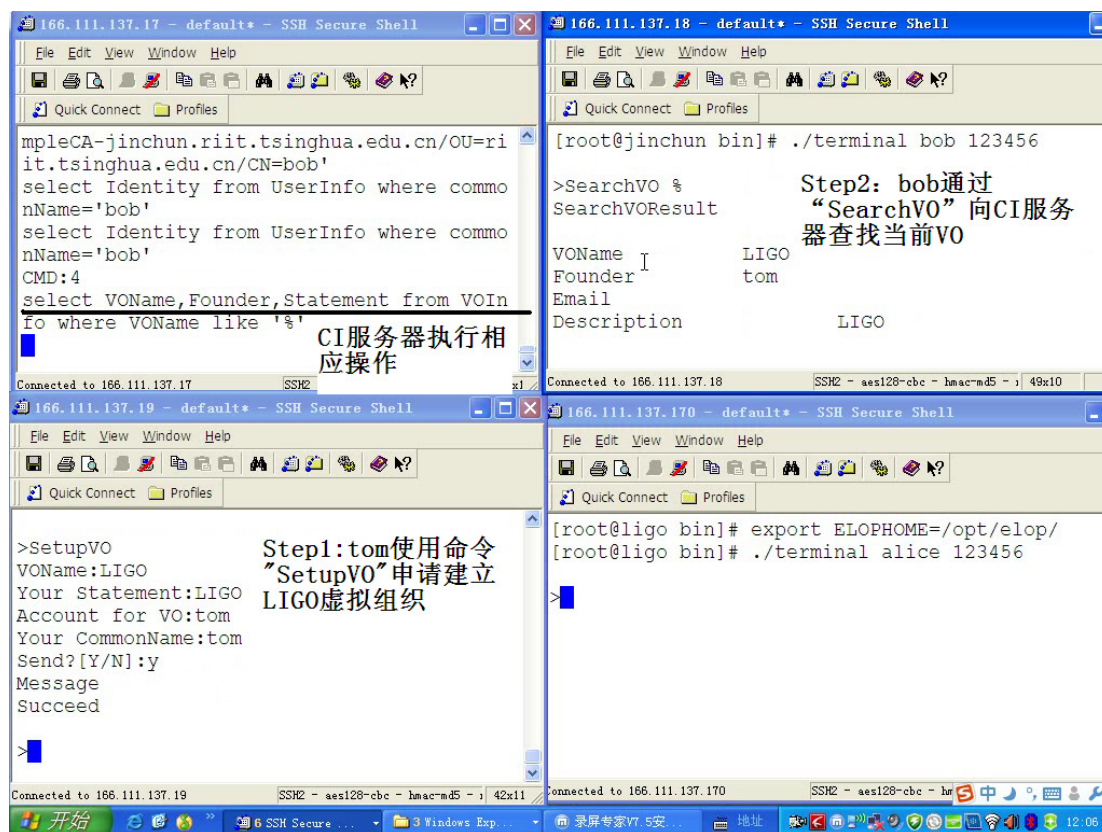 166.111.137.17 - default* - SSH Secure Shell
File Edit View Window Help
Quick Connect Profiles
mpleCA-jinchun.riit.tsinghua.edu.cn/OU=ri
it.tsinghua.edu.cn/CN=bob'
select Identity from UserInfo where commo
nName='bob'
select Identity from UserInfo where commo
nName='bob'
CMD:4
select VOName,Founder,Statement from VOIn
fo where VOName like '%'
CI服务器执行相
应操作
Connected to 166.111.137.17 SSH2
166.111.137.18 - default* - SSH Secure Shell
File Edit View Window Help
Quick Connect Profiles
[root@jinchun bin]# ./terminal bob 123456
>SearchVO %
SearchVOResult
VOName LIGO
Founder tom
Email
Description LIGO
Step2：bob通过
“SearchVO”向CI服务
器查找当前VO
Connected to 166.111.137.18 SSH2 - aes128-cbc - hmac-md5 - 49x10
166.111.137.19 - default* - SSH Secure Shell
File Edit View Window Help
Quick Connect Profiles
>SetupVO
VOName:LIGO
Your Statement:LIGO
Account for VO:tom
Your CommonName:tom
Send?[Y/N]:y
Message
Succeed
>
Step1:tom使用命令
"SetupVO"申请建立
LIGO虚拟组织
Connected to 166.111.137.19 SSH2 - aes128-cbc - hmac-md5 - 42x11
166.111.137.170 - default* - SSH Secure Shell
File Edit View Window Help
Quick Connect Profiles
[root@ligo bin]# export ELOPHOME=/opt/elop/
[root@ligo bin]# ./terminal alice 123456
>
Connected to 166.111.137.170 SSH2 - aes128-cbc - hm
中
开始 6 SSH Secure ... 3 Windows Exp... 录屏专家V7.5安... 地址 12:06